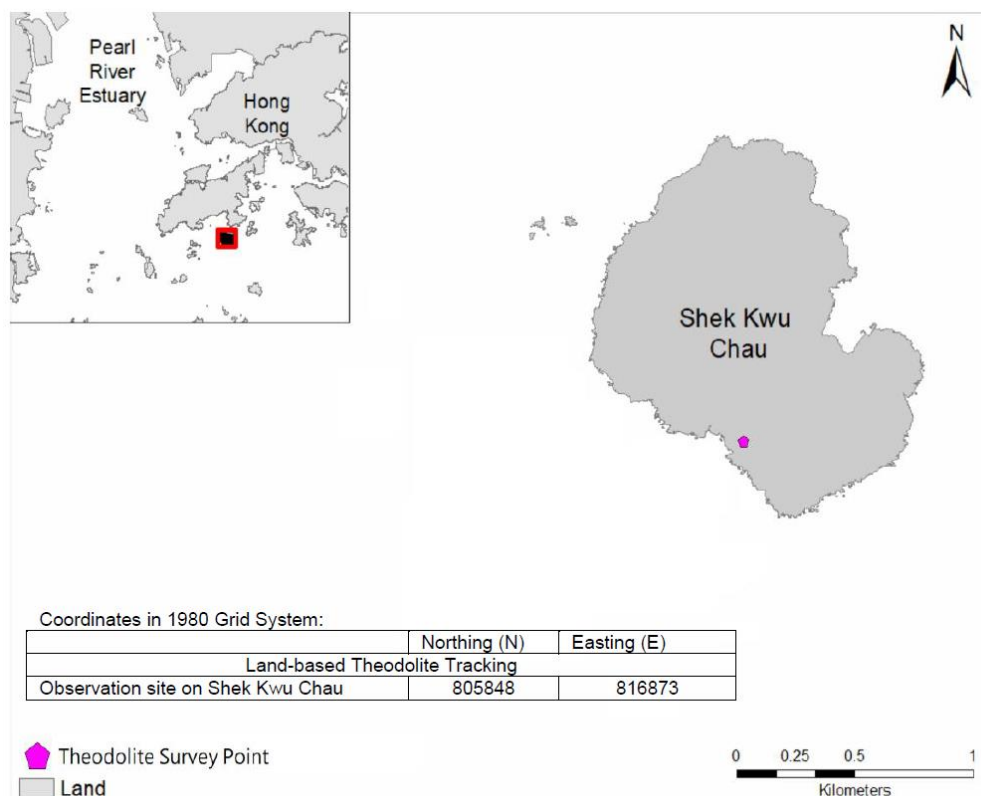 Pearl
River
Estuary
Hong
Kong
N
Shek Kwu
Chau
Coordinates in 1980 Grid System:
Northing (N) Easting (E)
Land-based Theodolite Tracking
Observation site on Shek Kwu Chau 805848 816873
Theodolite Survey Point
Land
0 0.25 0.5 1
Kilometers